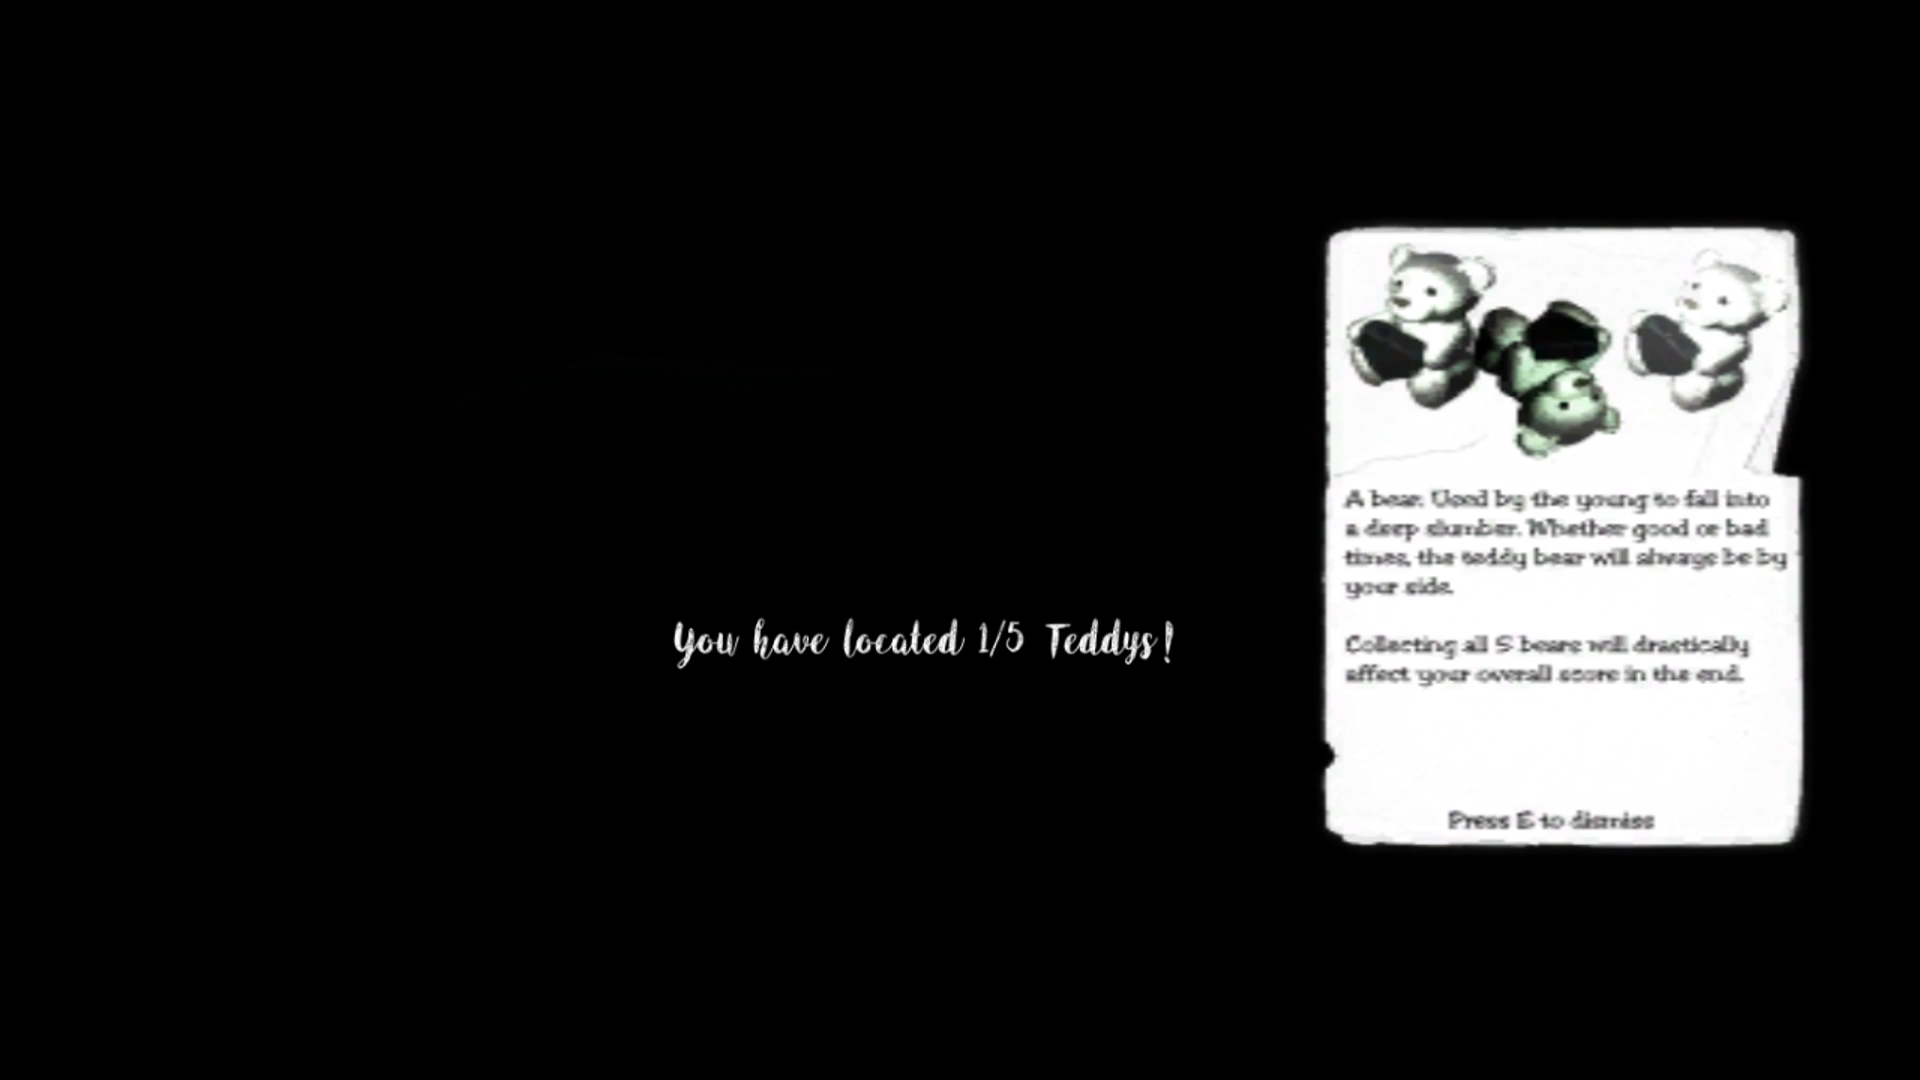 You have located 1/5 Teddys!
A bear. Used by the young to fall into
a deep slumber. Whether good or bad
times, the teddy bear will always be by
your side.
Collecting all 5 bears will drastically
affect your overall score in the end.
Press E to dismiss